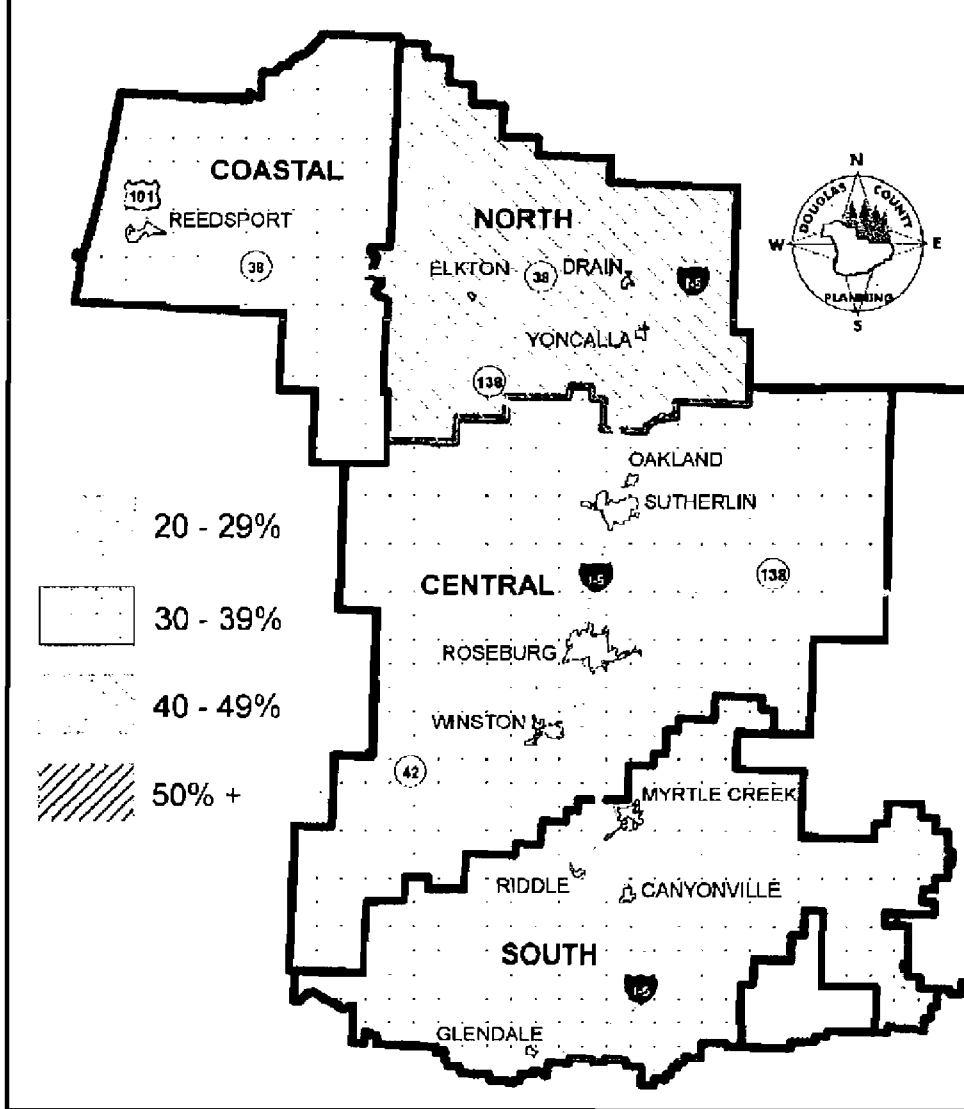 COASTAL
101
REEDSPORT
38
NORTH
ELKTON
38
DRAIN
I-5
YONCALLA
138
N
DOUGLAS COUNTY
W
E
PLANNING
S
OAKLAND
SUTHERLIN
20 - 29%
CENTRAL
I-5
138
30 - 39%
ROSEBURG
40 - 49%
WINSTON
42
50% +
MYRTLE CREEK
RIDDLE
CANYONVILLE
SOUTH
I-5
GLENDALE